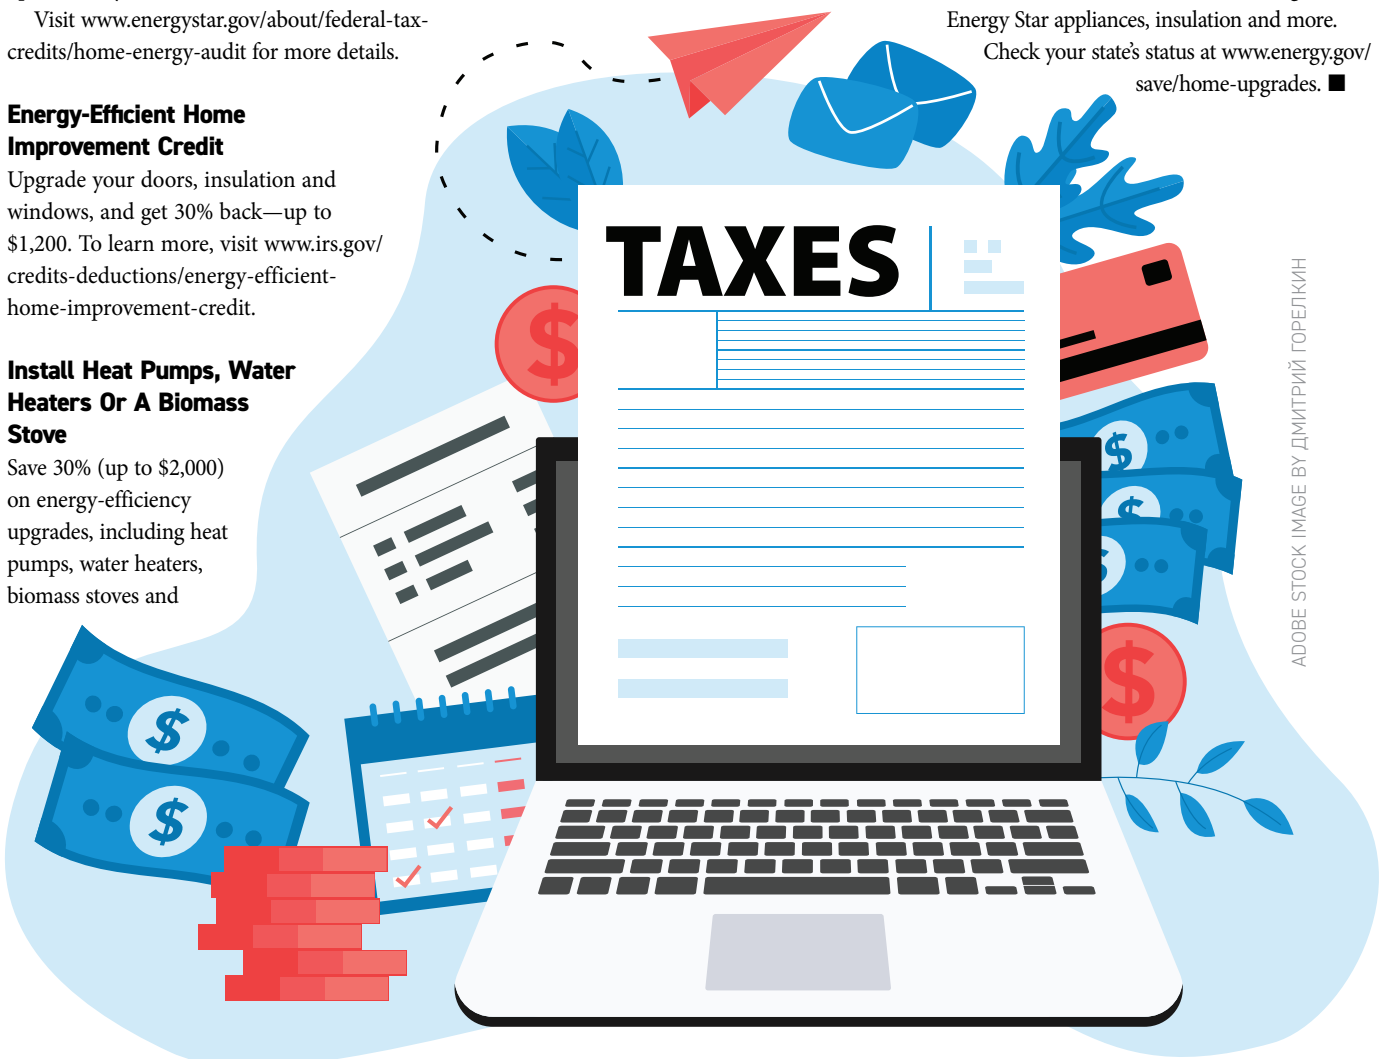 Visit www.energystar.gov/about/federal-tax-
credits/home-energy-audit for more details.
Energy-Efficient Home
Improvement Credit
Upgrade your doors, insulation and
windows, and get 30% back—up to
$1,200. To learn more, visit www.irs.gov/
credits-deductions/energy-efficient-
home-improvement-credit.
Install Heat Pumps, Water
Heaters Or A Biomass
Stove
Save 30% (up to $2,000)
on energy-efficiency
upgrades, including heat
pumps, water heaters,
biomass stoves and
Energy Star appliances, insulation and more.
Check your state’s status at www.energy.gov/
save/home-upgrades. ■
TAXES
$
$
$
$
$
$
$
ADOBE STOCK IMAGE BY ДМИТРИЙ ГОРЕЛКИН